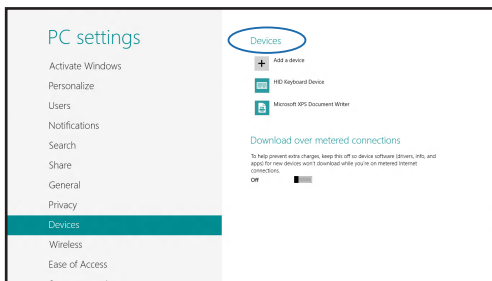 PC settings
Activate Windows
Personalize
Users
Notifications
Search
Share
General
Privacy
Devices
Wireless
Ease of Access
Devices
Add a device
HID Keyboard Device
Microsoft XPS Document Writer
Download over metered connections
To help prevent extra charges, keep this off so device software (drivers, info, and
apps) for new devices won't download while you're on metered Internet
connections.
Off